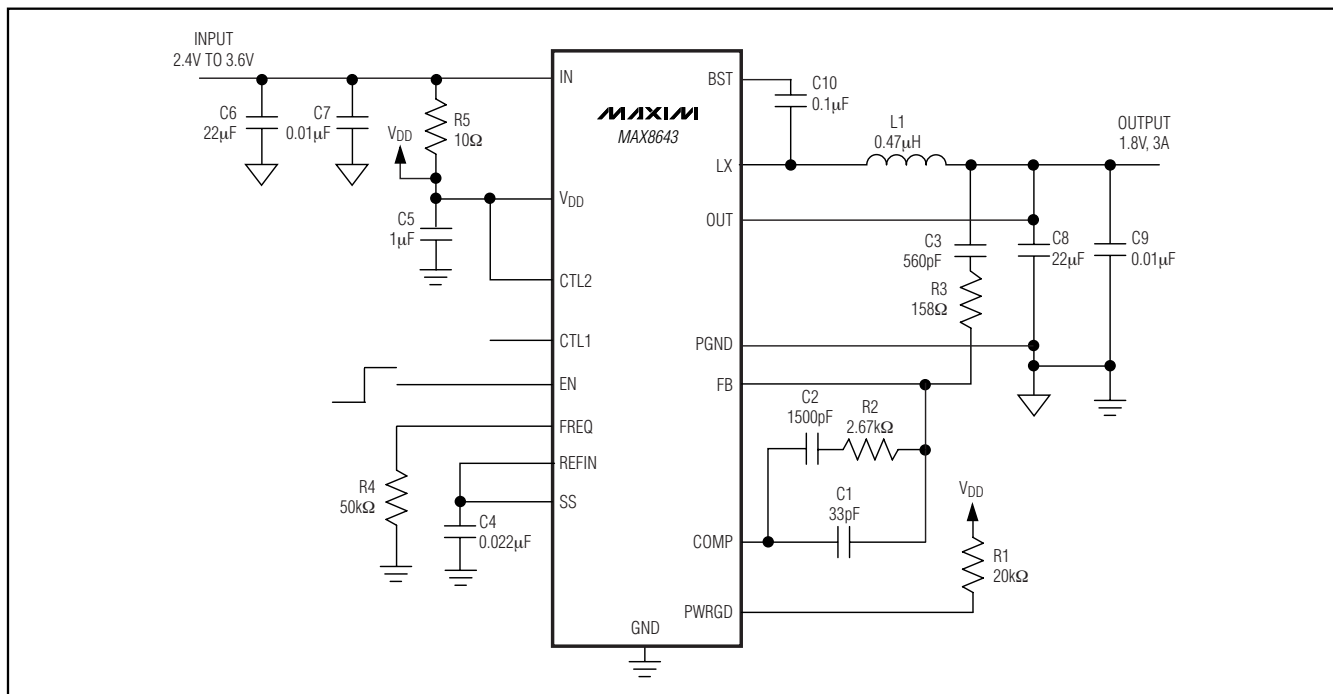 INPUT
2.4V TO 3.6V
C6
22μF
C7
0.01μF
R5
10Ω
VDD
C5
1μF
IN
VDD
CTL2
CTL1
EN
FREQ
REFIN
SS
R4
50kΩ
C4
0.022μF
MAXIM
MAX8643
GND
BST
LX
OUT
PGND
FB
COMP
PWRGD
C10
0.1μF
L1
0.47μH
OUTPUT
1.8V, 3A
C3
560pF
R3
158Ω
C8
22μF
C9
0.01μF
C2
1500pF
R2
2.67kΩ
C1
33pF
VDD
R1
20kΩ